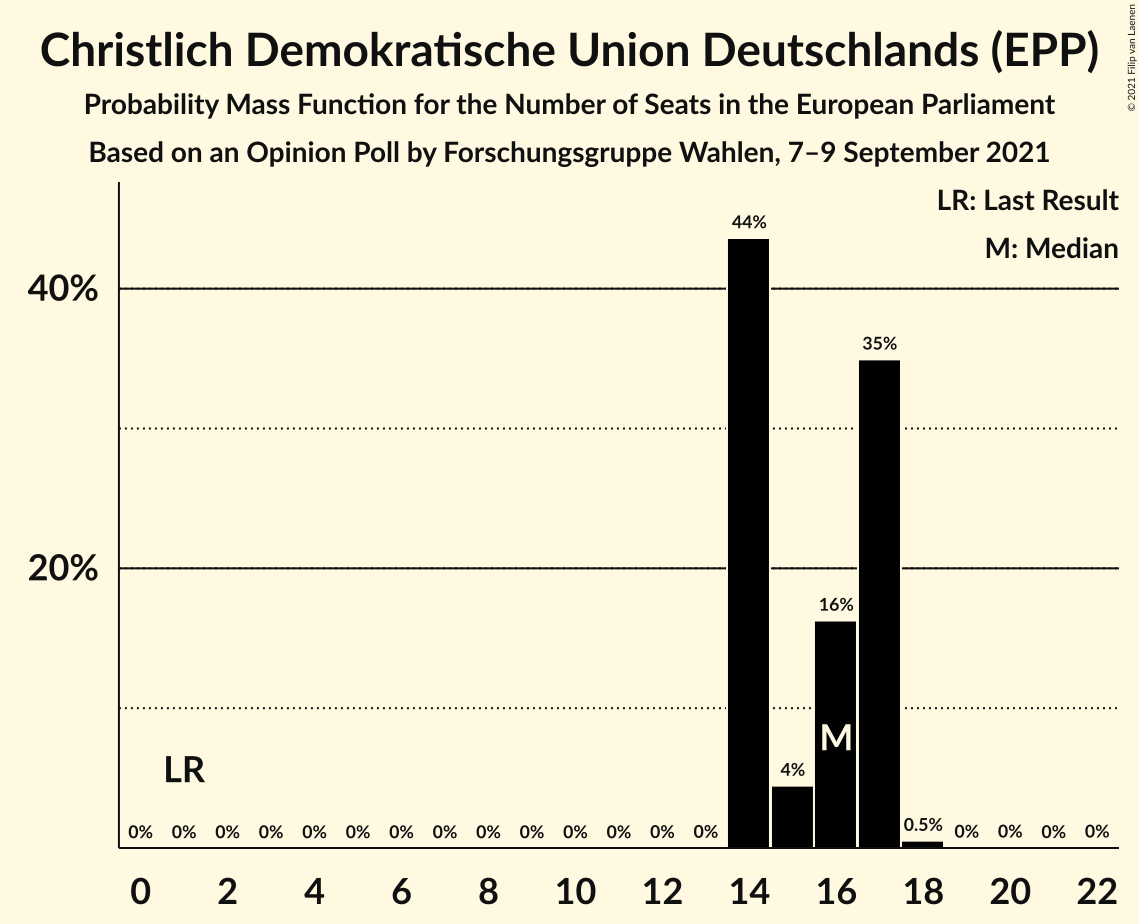 Christlich Demokratische Union Deutschlands (EPP)
Probability Mass Function for the Number of Seats in the European Parliament
Based on an Opinion Poll by Forschungsgruppe Wahlen, 7–9 September 2021
© 2021 Filip van Laenen
LR: Last Result
M: Median
44%
40%
35%
20%
16%
M
LR
4%
0% 0% 0% 0% 0% 0% 0% 0% 0% 0% 0% 0% 0% 0% 0.5% 0% 0% 0% 0%
0 2 4 6 8 10 12 14 16 18 20 22